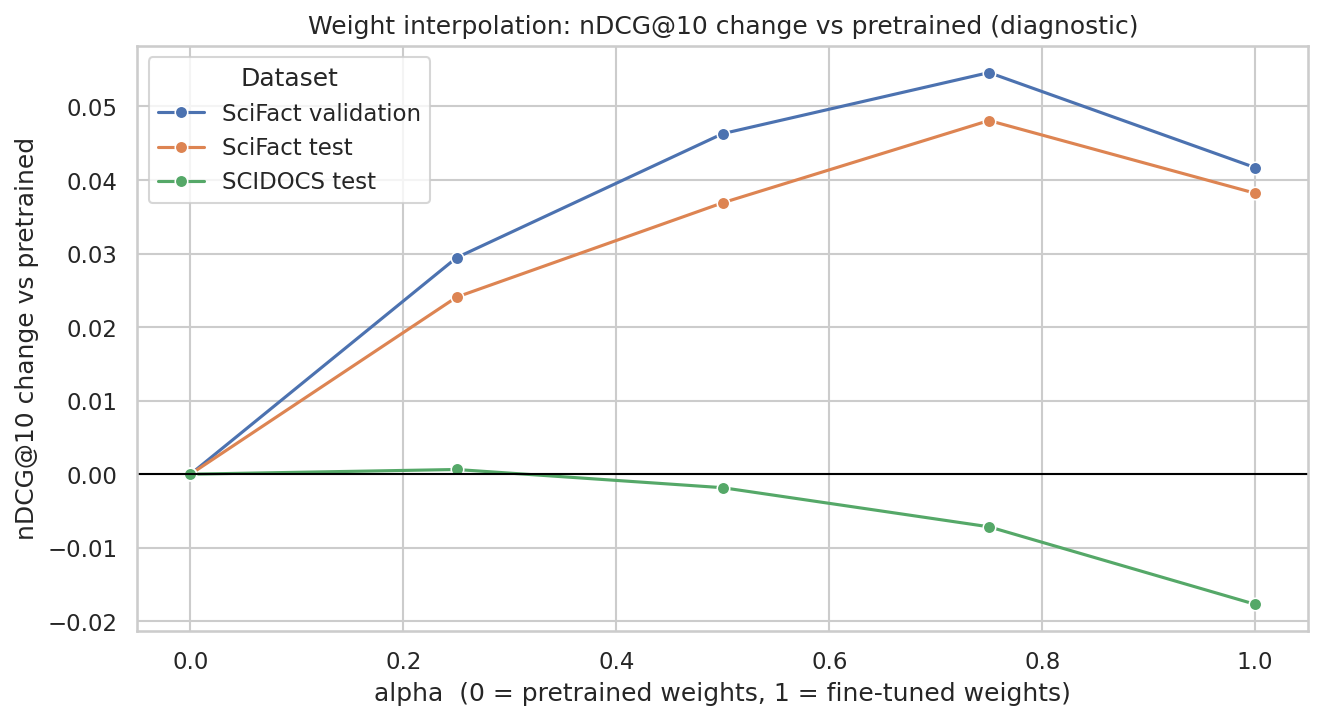 Weight interpolation: nDCG@10 change vs pretrained (diagnostic)
Dataset
SciFact validation
SciFact test
SCIDOCS test
nDCG@10 change vs pretrained
0.05
0.04
0.03
0.02
0.01
0.00
−0.01
−0.02
0.0 0.2 0.4 0.6 0.8 1.0
alpha  (0 = pretrained weights, 1 = fine-tuned weights)